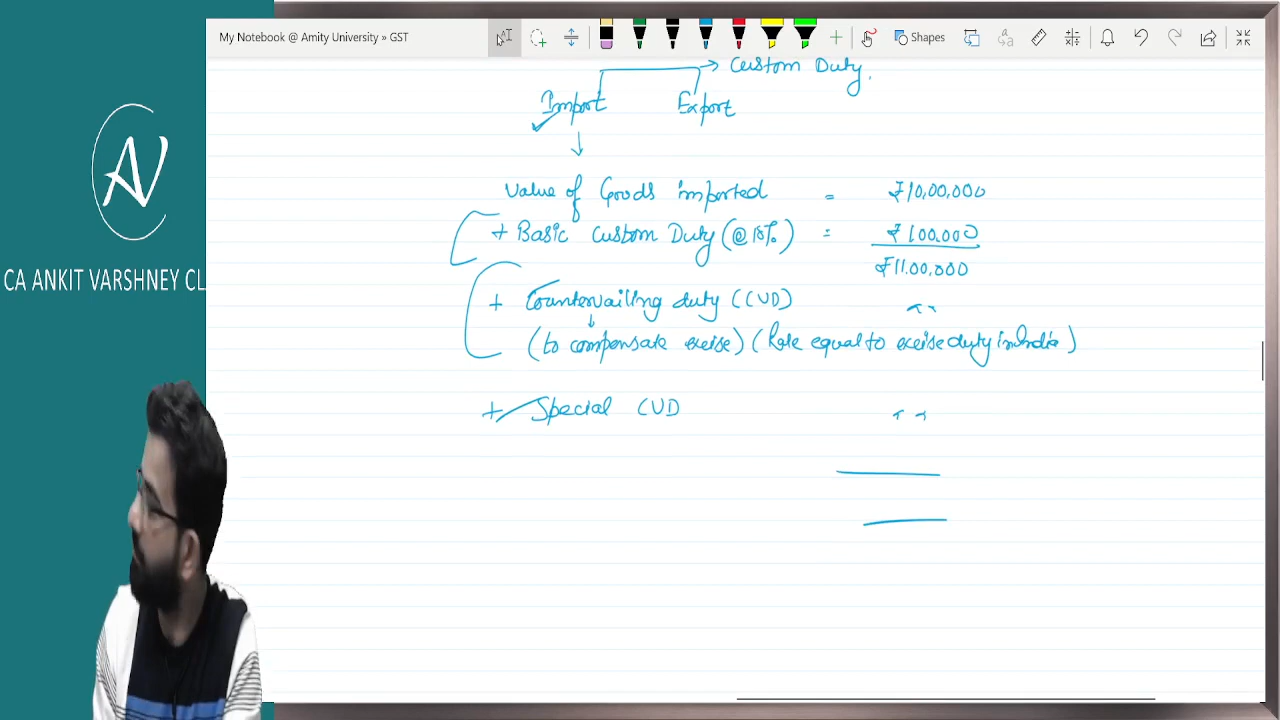 My Notebook @ Amity University » GST
Shapes
Custom Duty.
Import Export
Value of Goods imported = ₹10,00,000
+ Basic Custom Duty (@ 10%) = ₹100,000
₹11,00,000
+ Countervailing duty (CVD)
(to compensate excise) (Rate equal to excise duty in India)
+ Special CVD
AV
CA ANKIT VARSHNEY CL